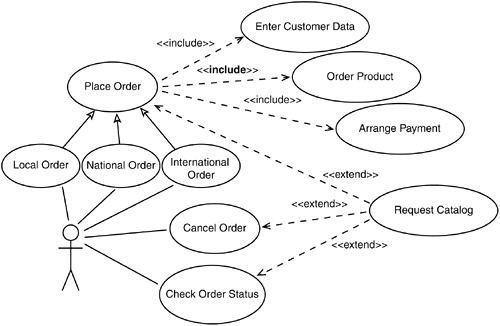 Enter Customer Data
<<include>>
<<include>>
Order Product
Place Order
<<include>>
Arrange Payment
Local Order
National Order
International
Order
<<extend>>
<<extend>>
Request Catalog
Cancel Order
<<extend>>
Check Order Status